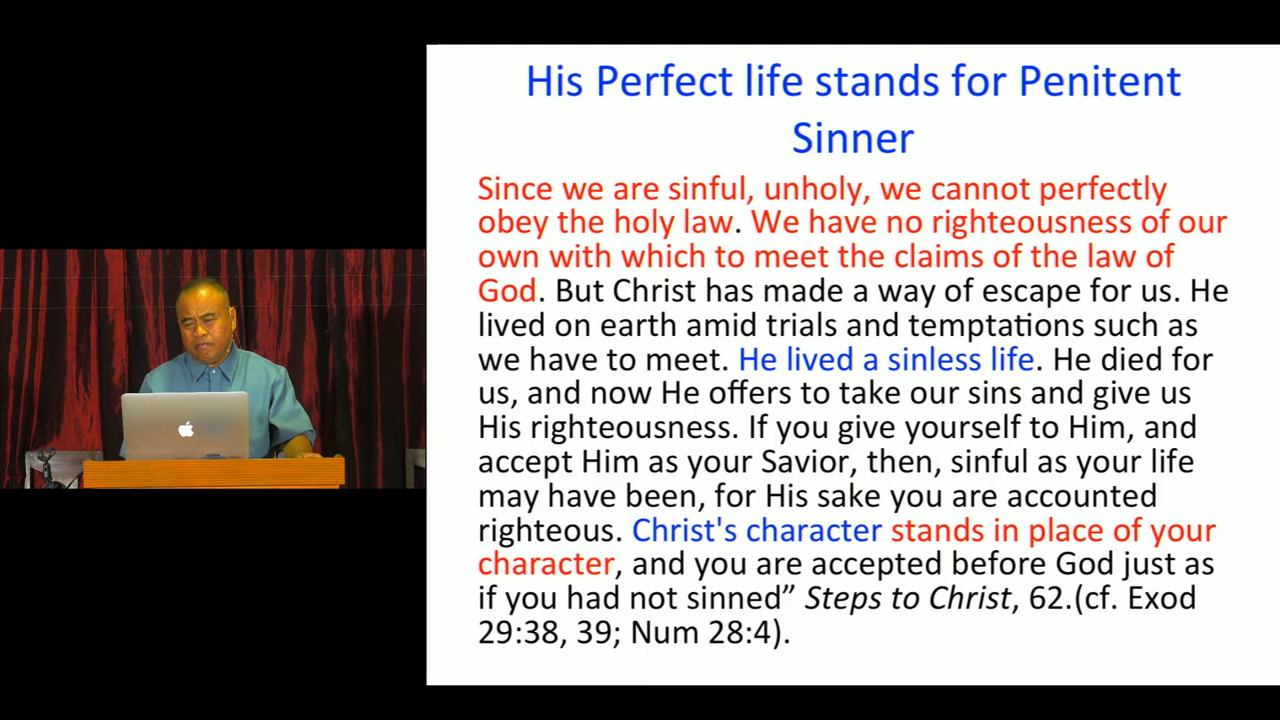 His Perfect life stands for Penitent
Sinner
Since we are sinful, unholy, we cannot perfectly
obey the holy law. We have no righteousness of our
own with which to meet the claims of the law of
God. But Christ has made a way of escape for us. He
lived on earth amid trials and temptations such as
we have to meet. He lived a sinless life. He died for
us, and now He offers to take our sins and give us
His righteousness. If you give yourself to Him, and
accept Him as your Savior, then, sinful as your life
may have been, for His sake you are accounted
righteous. Christ's character stands in place of your
character, and you are accepted before God just as
if you had not sinned” Steps to Christ, 62.(cf. Exod
29:38, 39; Num 28:4).